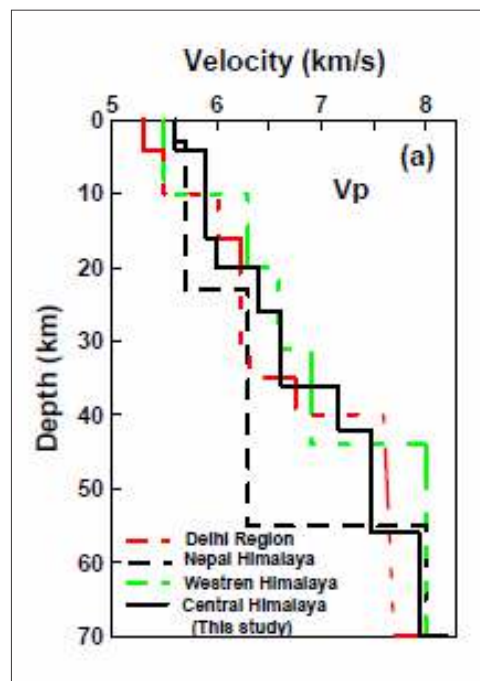 Velocity (km/s)
5 6 7 8
0
(a)
Vp
10
20
30
40
50
60
70
Depth (km)
Delhi Region
Nepal Himalaya
Westren Himalaya
Central Himalaya
(This study)